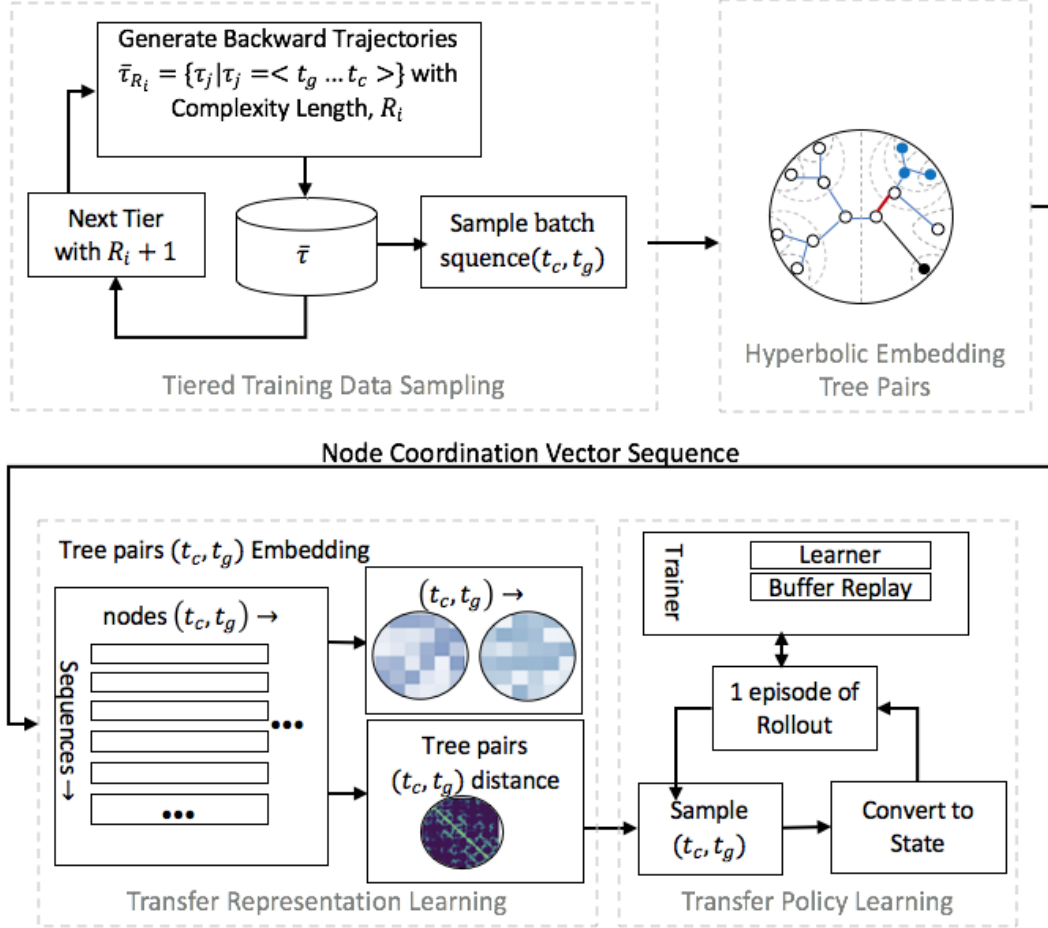 Generate Backward Trajectories
τ̄_{R_i} = {τ_j|τ_j =< t_g … t_c >} with
Complexity Length, R_i
Next Tier
with R_i + 1
τ̄
Sample batch
squence(t_c, t_g)
Tiered Training Data Sampling
Hyperbolic Embedding
Tree Pairs
Node Coordination Vector Sequence
Tree pairs (t_c, t_g) Embedding
nodes (t_c, t_g) →
Sequences →
•••
•••
(t_c, t_g) →
Tree pairs
(t_c, t_g) distance
Transfer Representation Learning
Trainer
Learner
Buffer Replay
1 episode of
Rollout
Sample
(t_c, t_g)
Convert to
State
Transfer Policy Learning